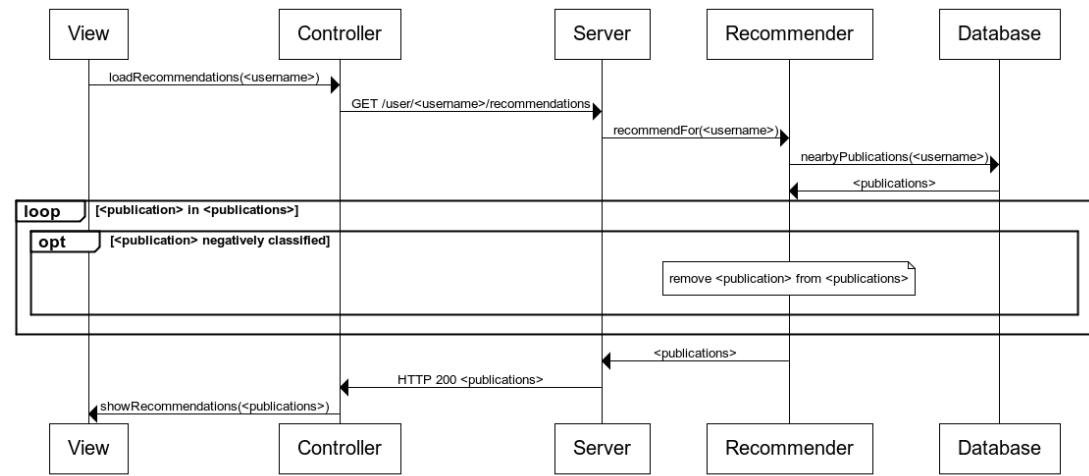 View
Controller
Server
Recommender
Database
loadRecommendations(<username>)
GET /user/<username>/recommendations
recommendFor(<username>)
nearbyPublications(<username>)
<publications>
loop [<publication> in <publications>]
opt [<publication> negatively classified]
remove <publication> from <publications>
<publications>
HTTP 200 <publications>
showRecommendations(<publications>)
View
Controller
Server
Recommender
Database